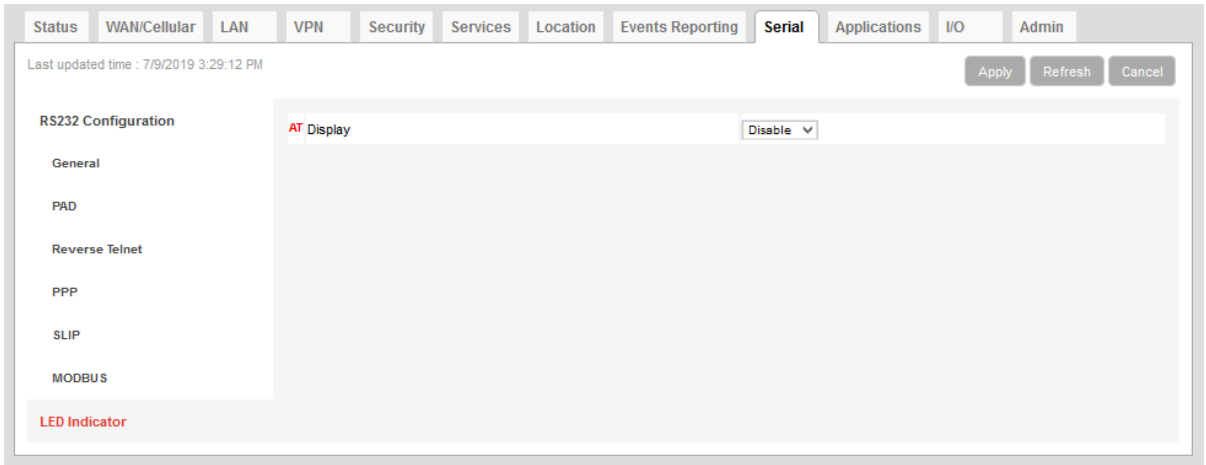 Status WAN/Cellular LAN VPN Security Services Location Events Reporting Serial Applications I/O Admin
Last updated time : 7/9/2019 3:29:12 PM
Apply Refresh Cancel
RS232 Configuration
AT Display Disable
General
PAD
Reverse Telnet
PPP
SLIP
MODBUS
LED Indicator